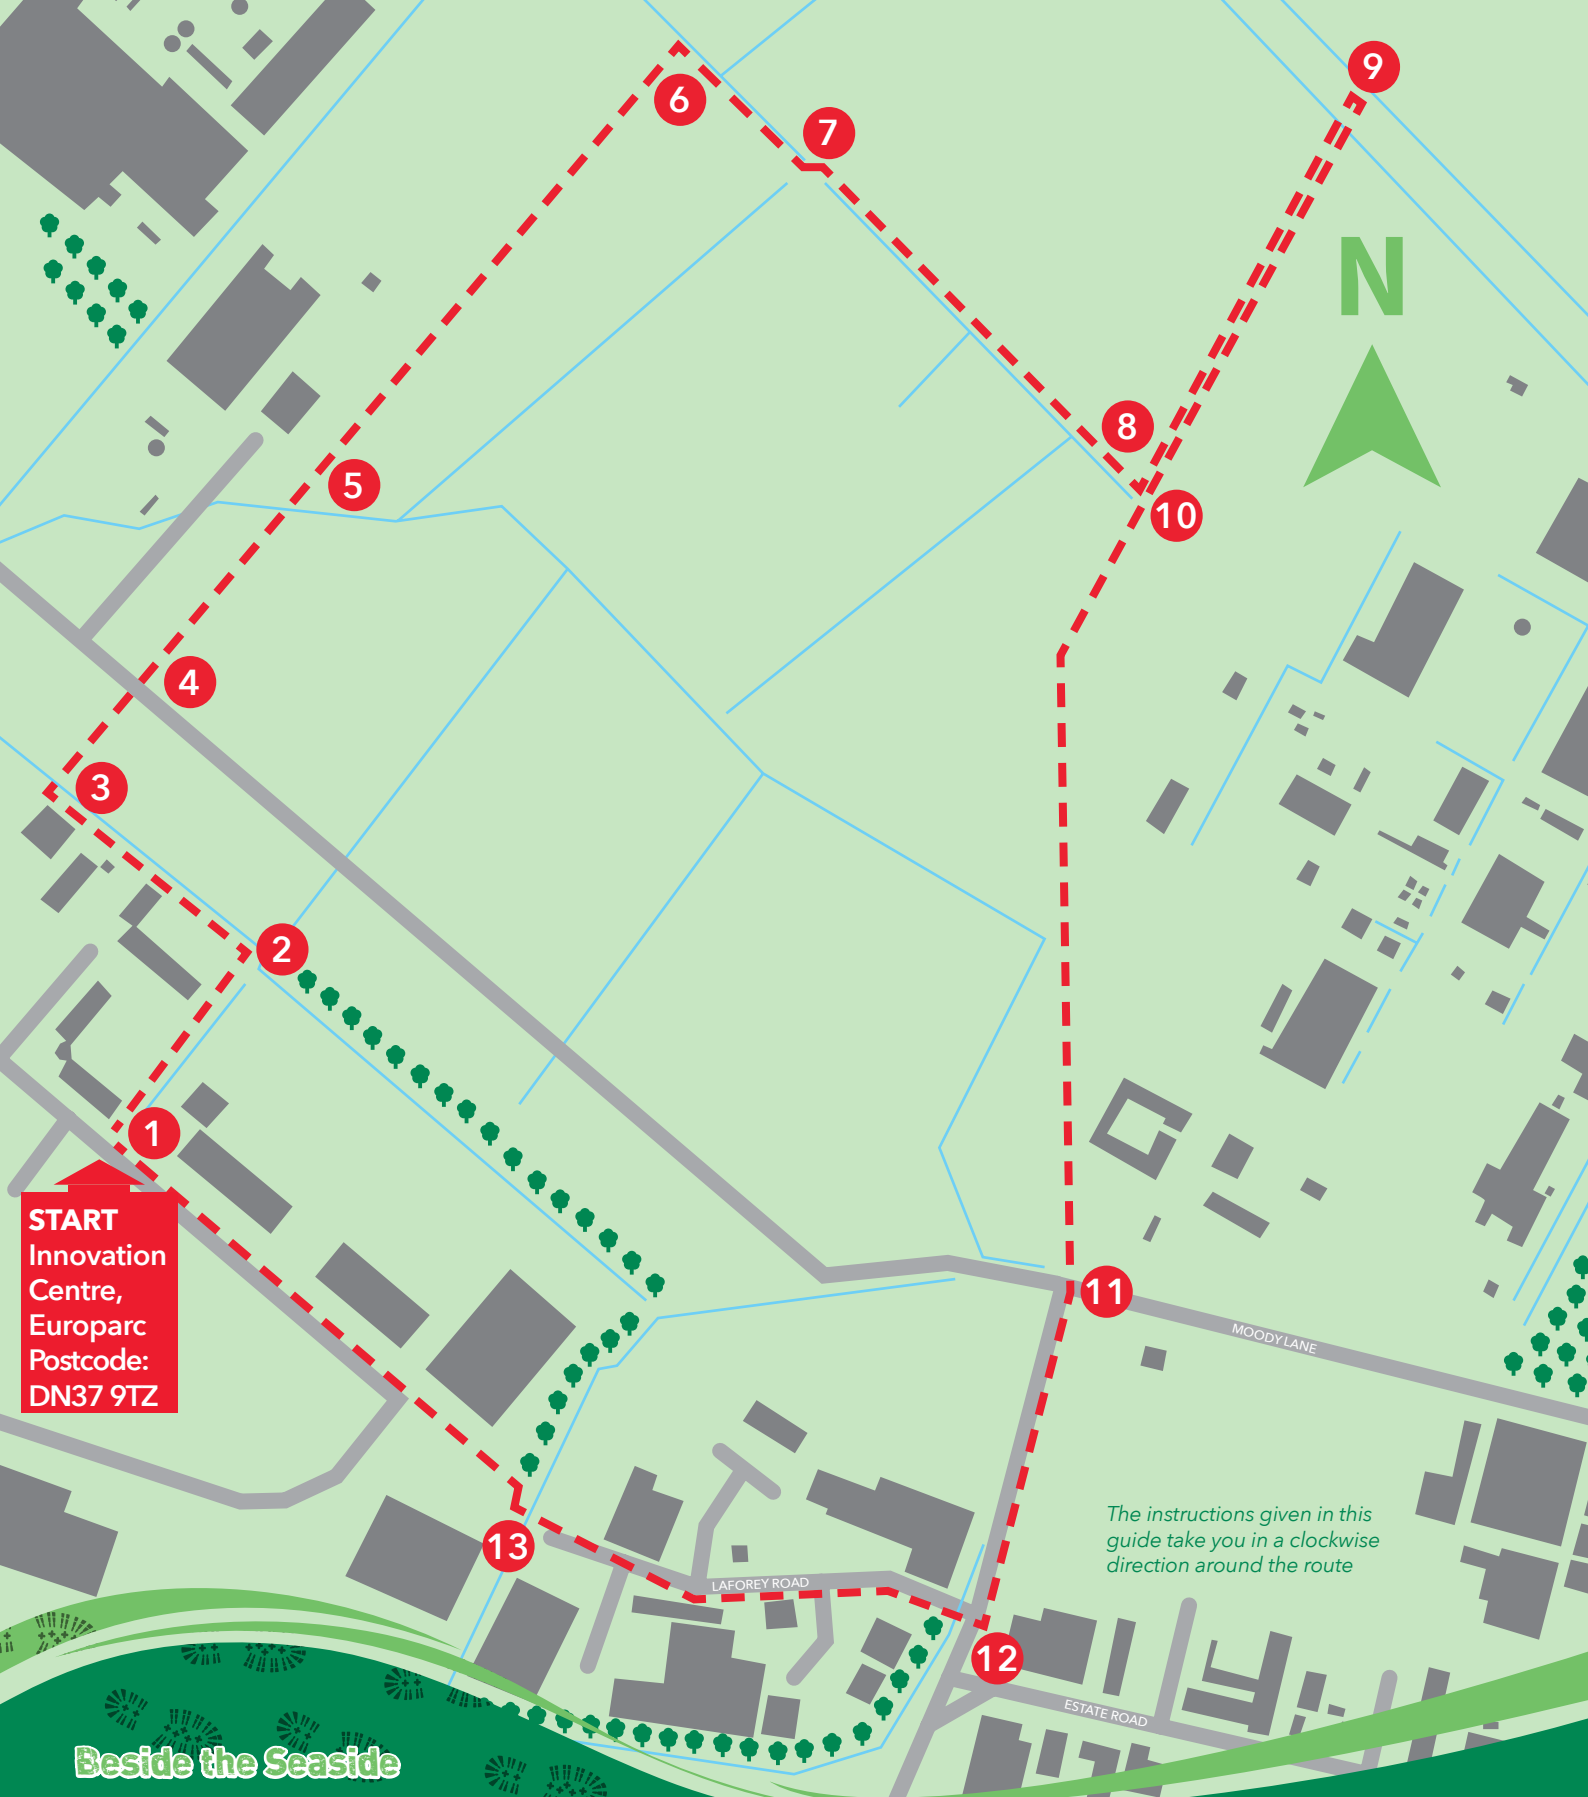 9
6
7
N
8
5
10
4
3
2
1
START
Innovation
Centre,
Europarc
Postcode:
DN37 9TZ
11
MOODY LANE
The instructions given in this
guide take you in a clockwise
direction around the route
13
LAFOREY ROAD
12
ESTATE ROAD
Beside the Seaside